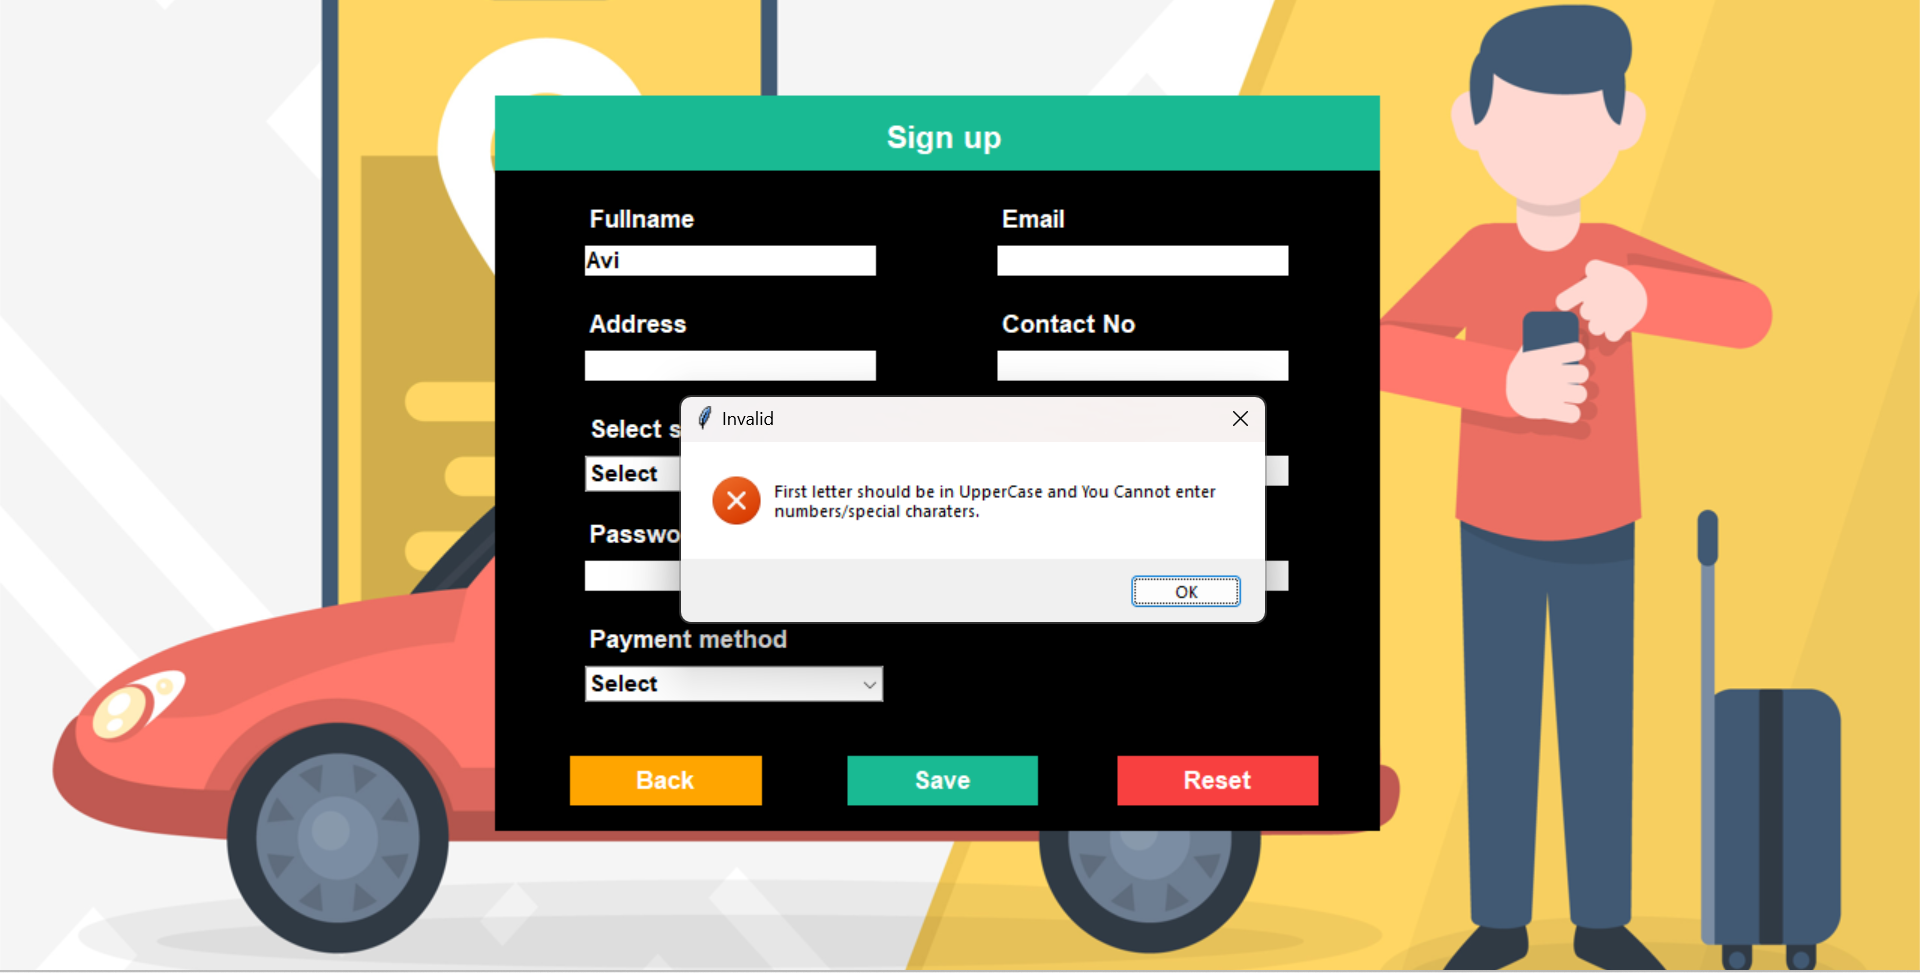 Sign up
Fullname
Email
Avi
Address
Contact No
Select s
Invalid
Select
First letter should be in UpperCase and You Cannot enter
numbers/special charaters.
Passwo
OK
Payment method
Select
Back
Save
Reset